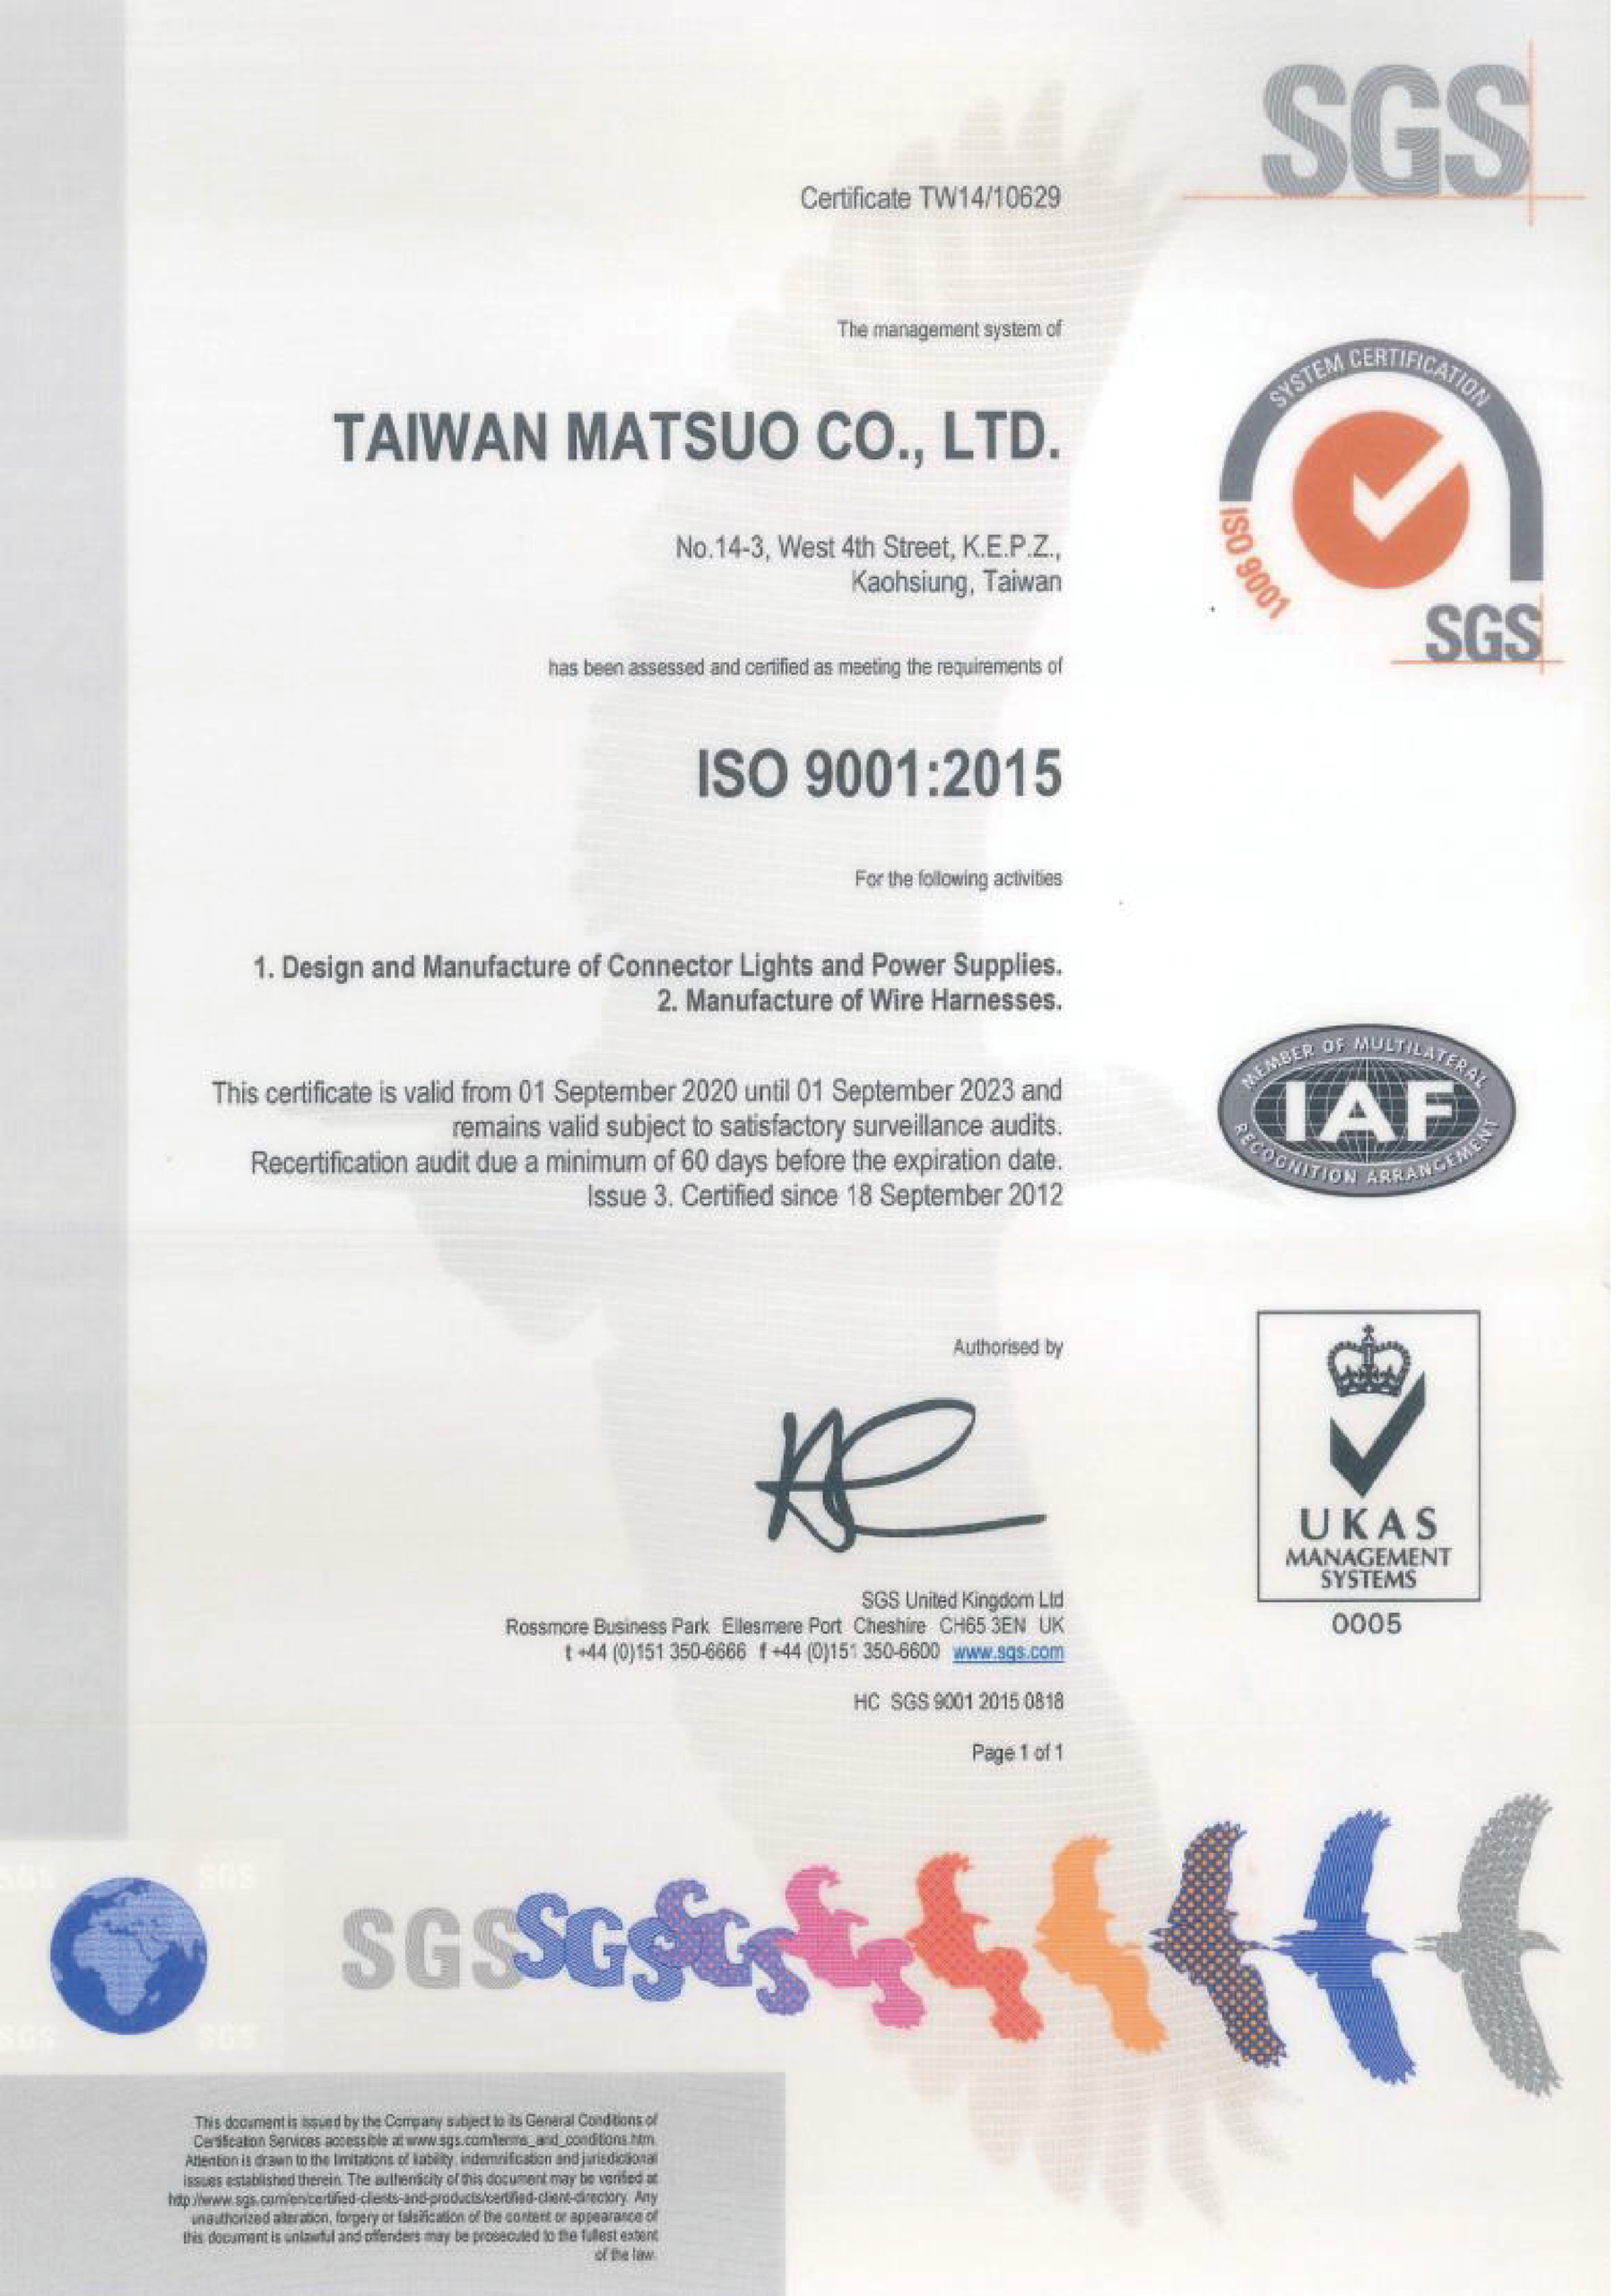 SGS
Certificate TW14/10629
The management system of
TAIWAN MATSUO CO., LTD.
No.14-3, West 4th Street, K.E.P.Z.,
Kaohsiung, Taiwan
has been assessed and certified as meeting the requirements of
ISO 9001:2015
For the following activities
1. Design and Manufacture of Connector Lights and Power Supplies.
2. Manufacture of Wire Harnesses.
This certificate is valid from 01 September 2020 until 01 September 2023 and
remains valid subject to satisfactory surveillance audits.
Recertification audit due a minimum of 60 days before the expiration date.
Issue 3. Certified since 18 September 2012
Authorised by
SGS United Kingdom Ltd
Rossmore Business Park Ellesmere Port Cheshire CH65 3EN UK
t +44 (0)151 350-6666 f +44 (0)151 350-6600 www.sgs.com
HC SGS 9001 2015 0818
Page 1 of 1
SYSTEM CERTIFICATION
ISO 9001
SGS
MEMBER OF MULTILATERAL
IAF
RECOGNITION ARRANGEMENT
UKAS
MANAGEMENT
SYSTEMS
0005
SGS SGS
SGS SGS
SGS SGS SGS
This document is issued by the Company subject to its General Conditions of
Certification Services accessible at www.sgs.com/terms_and_conditions.htm.
Attention is drawn to the limitations of liability, indemnification and jurisdictional
issues established therein. The authenticity of this document may be verified at
http://www.sgs.com/en/certified-clients-and-products/certified-client-directory. Any
unauthorized alteration, forgery or falsification of the content or appearance of
this document is unlawful and offenders may be prosecuted to the fullest extent
of the law.